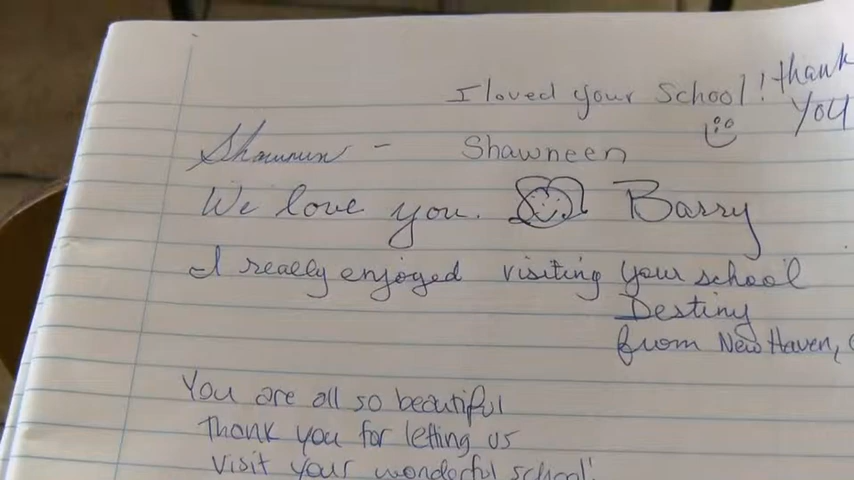 I loved your School! thank
you
Shawneen - Shawneen
We love you. Barry
I really enjoyed visiting your school
Destiny
from New Haven,
You are all so beautiful
Thank you for letting us
visit your wonderful school!